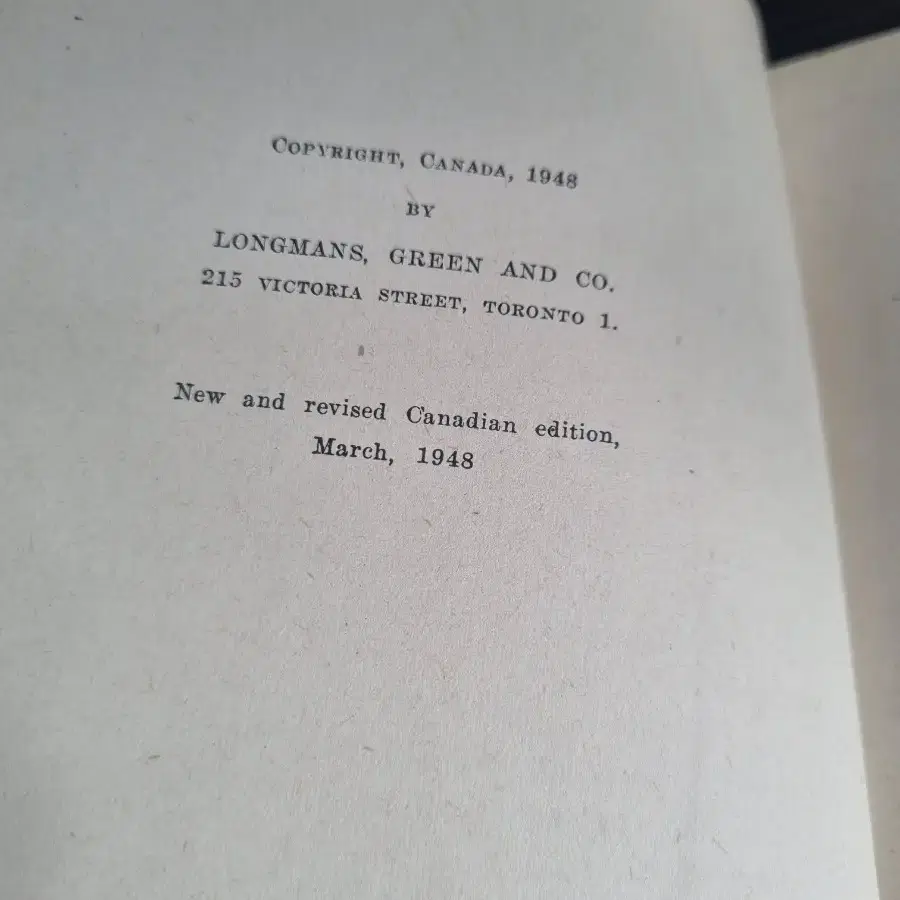 COPYRIGHT, CANADA, 1948
BY
LONGMANS, GREEN AND CO.
215 VICTORIA STREET, TORONTO 1.
New and revised Canadian edition,
March, 1948